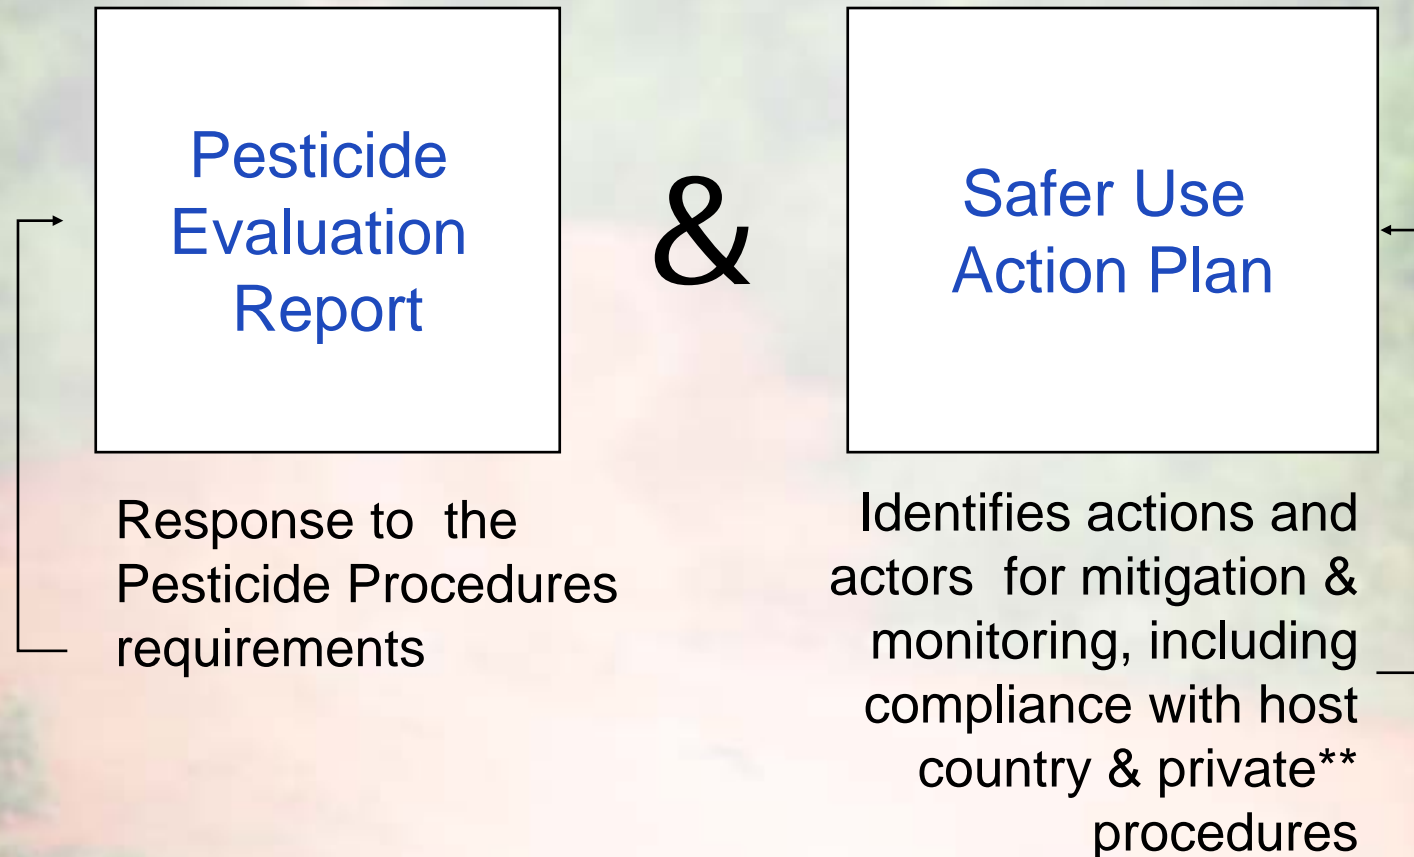 Pesticide
Evaluation
Report
&
Safer Use
Action Plan
Response to the
Pesticide Procedures
requirements
Identifies actions and
actors for mitigation &
monitoring, including
compliance with host
country & private**
procedures